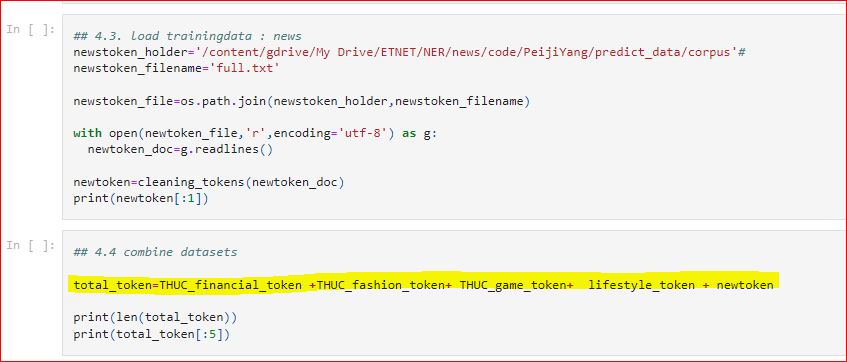 In [ ]:
## 4.3. load trainingdata : news
newstoken_holder='/content/gdrive/My Drive/ETNET/NER/news/code/PeijiYang/predict_data/corpus'#
newstoken_filename='full.txt'
newstoken_file=os.path.join(newstoken_holder,newstoken_filename)
with open(newtoken_file,'r',encoding='utf-8') as g:
newtoken_doc=g.readlines()
newtoken=cleaning_tokens(newtoken_doc)
print(newtoken[:1])
In [ ]:
## 4.4 combine datasets
total_token=THUC_financial_token +THUC_fashion_token+ THUC_game_token+ lifestyle_token + newtoken
print(len(total_token))
print(total_token[:5])